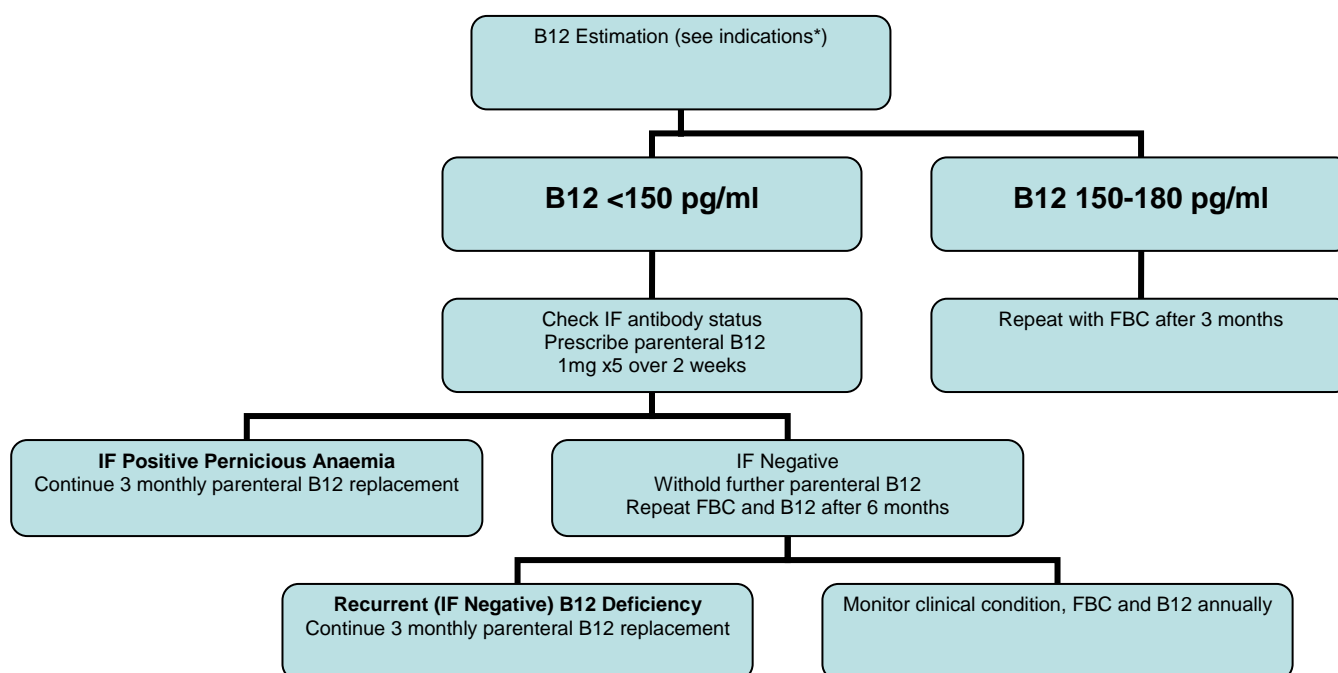 B12 Estimation (see indications*)
B12 <150 pg/ml
B12 150-180 pg/ml
Check IF antibody status
Prescribe parenteral B12
1mg x5 over 2 weeks
Repeat with FBC after 3 months
IF Positive Pernicious Anaemia
Continue 3 monthly parenteral B12 replacement
IF Negative
Withold further parenteral B12
Repeat FBC and B12 after 6 months
Recurrent (IF Negative) B12 Deficiency
Continue 3 monthly parenteral B12 replacement
Monitor clinical condition, FBC and B12 annually